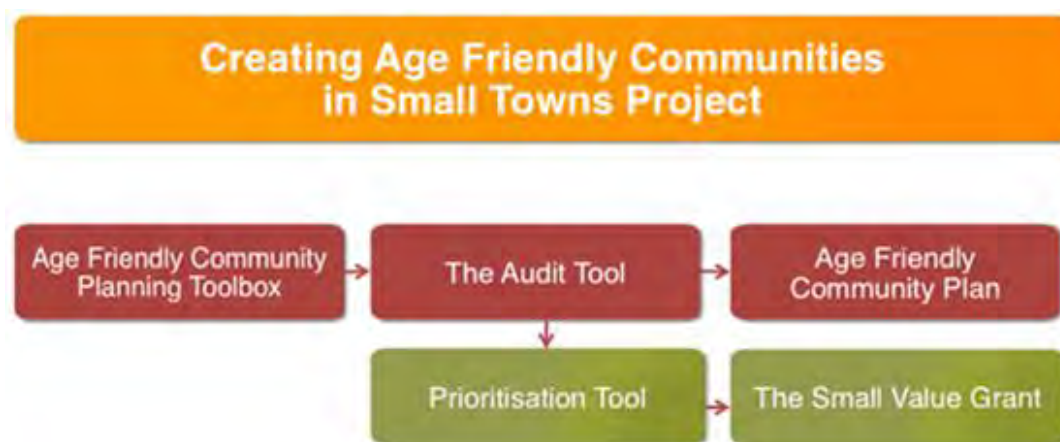 Creating Age Friendly Communities
in Small Towns Project
Age Friendly Community
Planning Toolbox
The Audit Tool
Age Friendly
Community Plan
Prioritisation Tool
The Small Value Grant